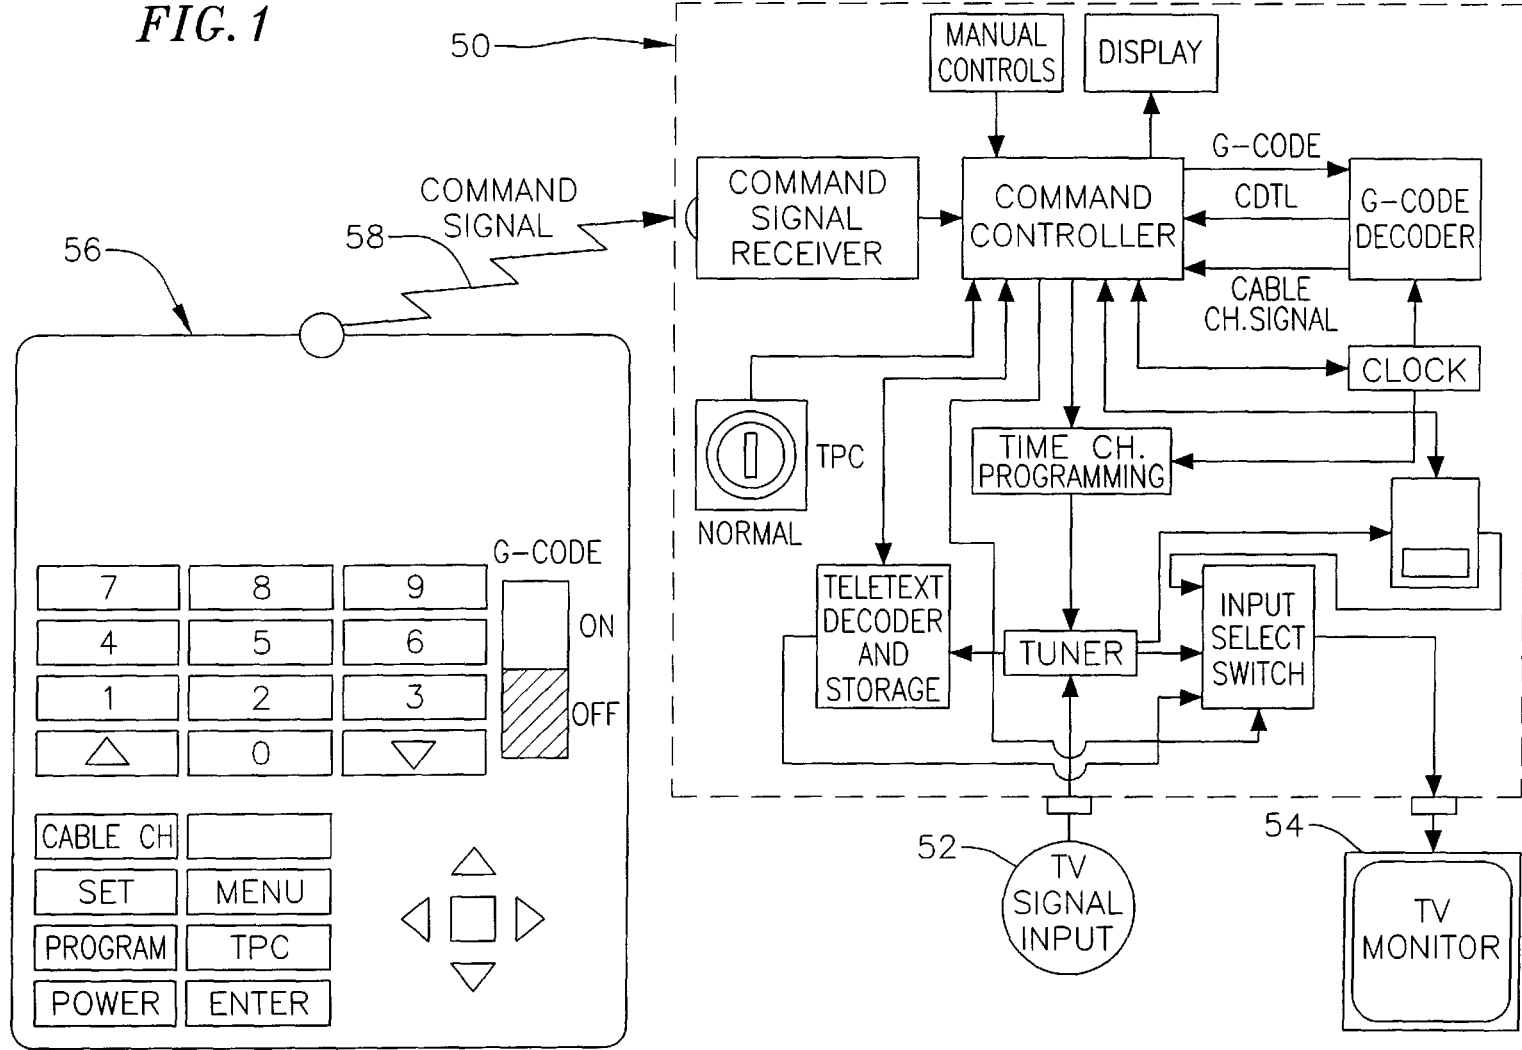 FIG. 1
50
MANUAL
CONTROLS
DISPLAY
COMMAND
SIGNAL
58
56
COMMAND
SIGNAL
RECEIVER
COMMAND
CONTROLLER
G-CODE
CDTL
CABLE
CH.SIGNAL
G-CODE
DECODER
CLOCK
TPC
NORMAL
TIME CH.
PROGRAMMING
TELETEXT
DECODER
AND
STORAGE
TUNER
INPUT
SELECT
SWITCH
G-CODE
ON
OFF
7 8 9
4 5 6
1 2 3
0
CABLE CH
SET MENU
PROGRAM TPC
POWER ENTER
52
TV
SIGNAL
INPUT
54
TV
MONITOR